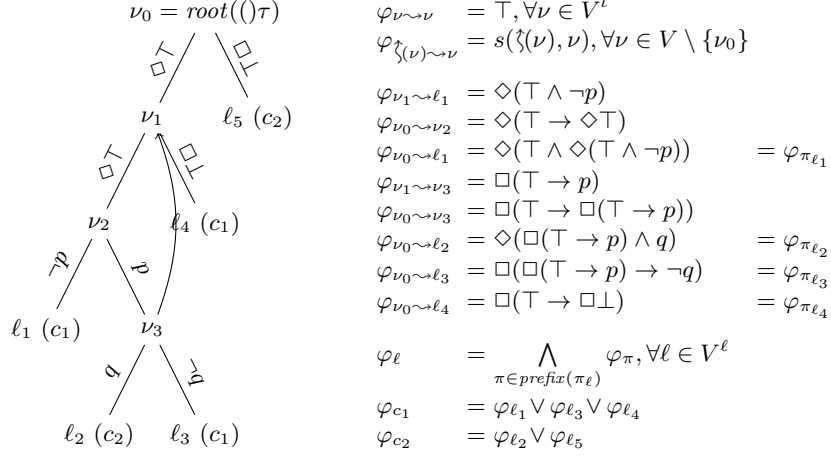 ν₀ = root(()τ)
□⊤ □⊥
ν₁ ℓ₅ (c₂)
□⊤ □⊥
ν₂ ℓ₄ (c₁)
¬p p
ℓ₁ (c₁) ν₃
q ¬q
ℓ₂ (c₂) ℓ₃ (c₁)
φ_{ν⇝ν} = ⊤, ∀ν ∈ V^ι
φ_{⤉(ν)⇝ν} = s(⤉(ν), ν), ∀ν ∈ V \ {ν₀}
φ_{ν₁⇝ℓ₁} = ◇(⊤ ∧ ¬p)
φ_{ν₀⇝ν₂} = ◇(⊤ → ◇⊤)
φ_{ν₀⇝ℓ₁} = ◇(⊤ ∧ ◇(⊤ ∧ ¬p)) = φ_{π_{ℓ₁}}
φ_{ν₁⇝ν₃} = □(⊤ → p)
φ_{ν₀⇝ν₃} = □(⊤ → □(⊤ → p))
φ_{ν₀⇝ℓ₂} = ◇(□(⊤ → p) ∧ q) = φ_{π_{ℓ₂}}
φ_{ν₀⇝ℓ₃} = □(□(⊤ → p) → ¬q) = φ_{π_{ℓ₃}}
φ_{ν₀⇝ℓ₄} = □(⊤ → □⊥) = φ_{π_{ℓ₄}}
φ_ℓ = ⋀_{π∈prefix(π_ℓ)} φ_π, ∀ℓ ∈ V^ℓ
φ_{c₁} = φ_{ℓ₁} ∨ φ_{ℓ₃} ∨ φ_{ℓ₄}
φ_{c₂} = φ_{ℓ₂} ∨ φ_{ℓ₅}